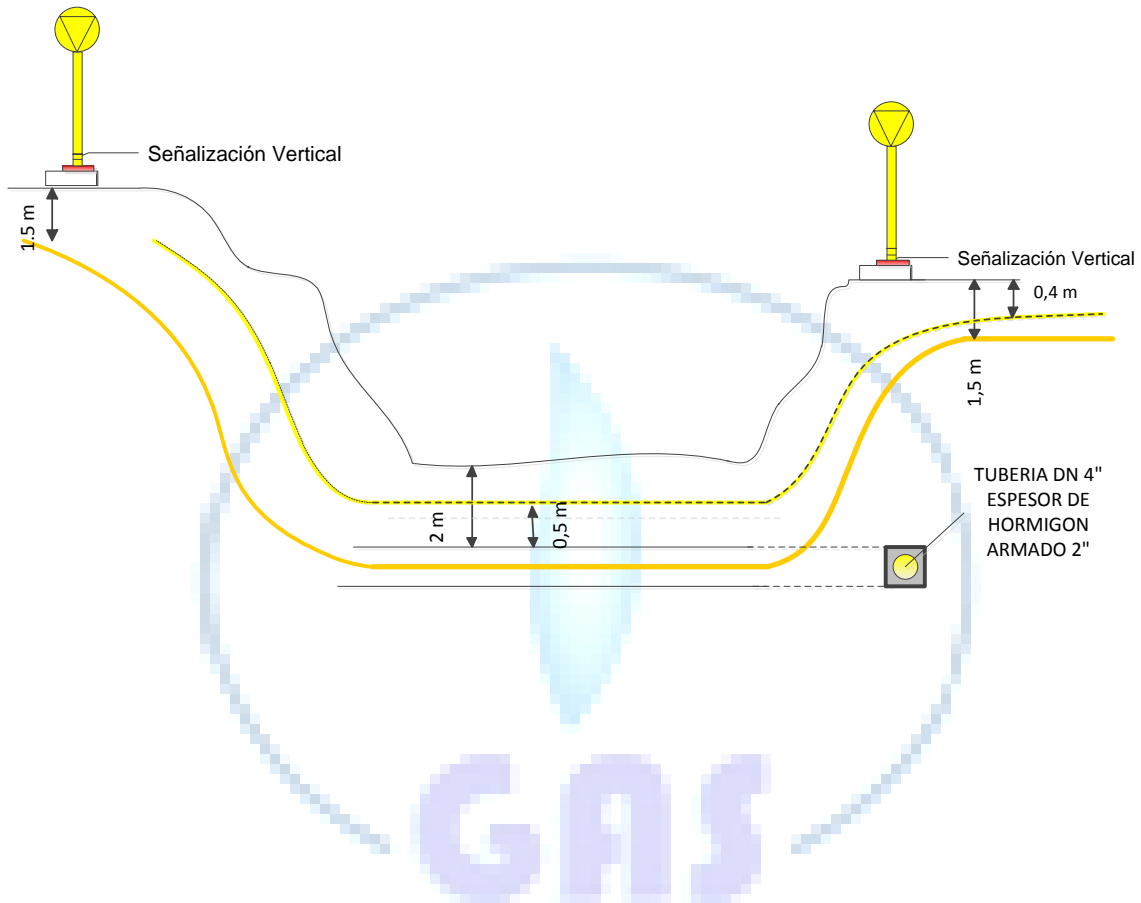 Señalización Vertical
1.5 m
Señalización Vertical
0,4 m
1,5 m
2 m
0,5 m
TUBERIA DN 4"
ESPESOR DE
HORMIGON
ARMADO 2"
GAS